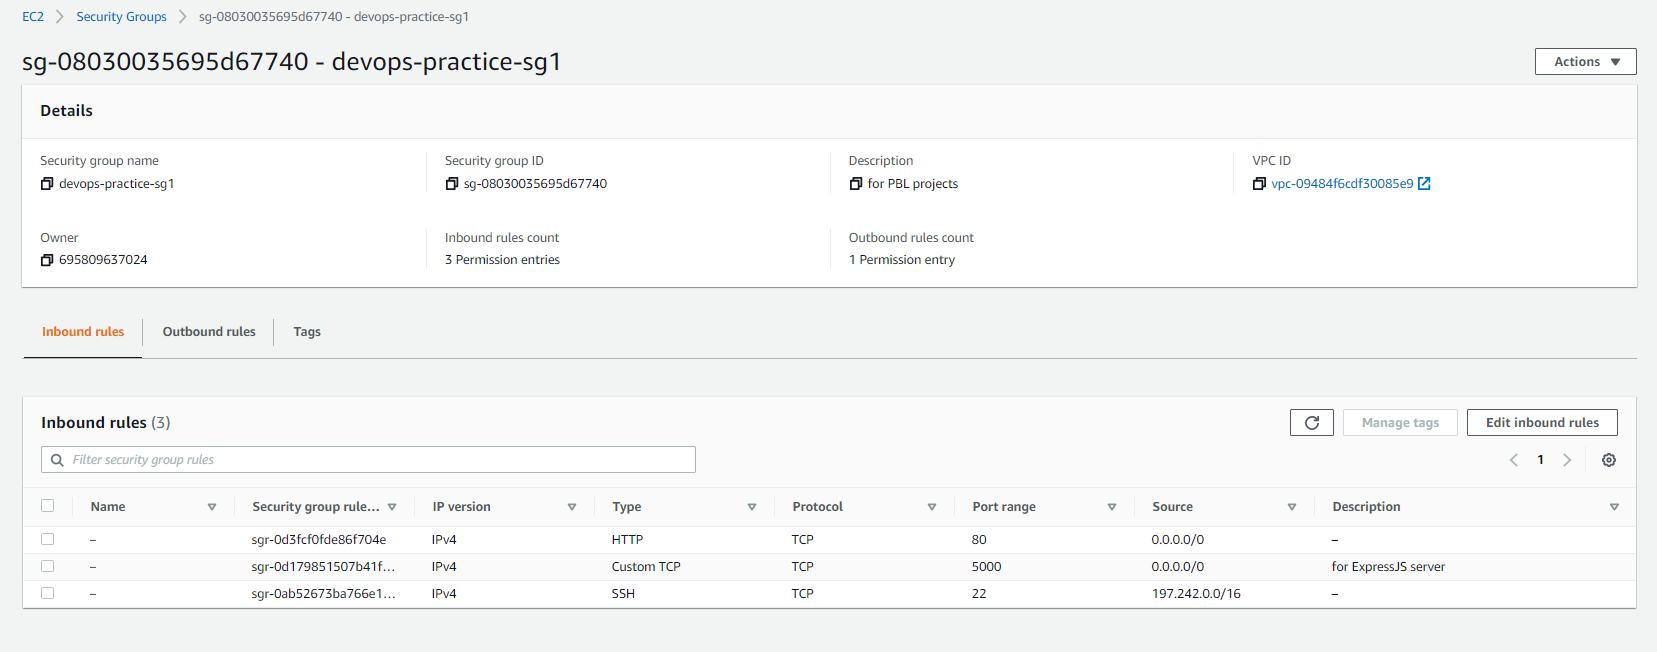 EC2 > Security Groups > sg-08030035695d67740 - devops-practice-sg1
sg-08030035695d67740 - devops-practice-sg1
Actions
Details
Security group name
devops-practice-sg1
Security group ID
sg-08030035695d67740
Description
for PBL projects
VPC ID
vpc-09484f6cdf30085e9
Owner
695809637024
Inbound rules count
3 Permission entries
Outbound rules count
1 Permission entry
Inbound rules Outbound rules Tags
Inbound rules (3)
Manage tags
Edit inbound rules
Filter security group rules
1
Name Security group rule... IP version Type Protocol Port range Source Description
– sgr-0d3fcf0fde86f704e IPv4 HTTP TCP 80 0.0.0.0/0 –
– sgr-0d179851507b41f... IPv4 Custom TCP TCP 5000 0.0.0.0/0 for ExpressJS server
– sgr-0ab52673ba766e1... IPv4 SSH TCP 22 197.242.0.0/16 –